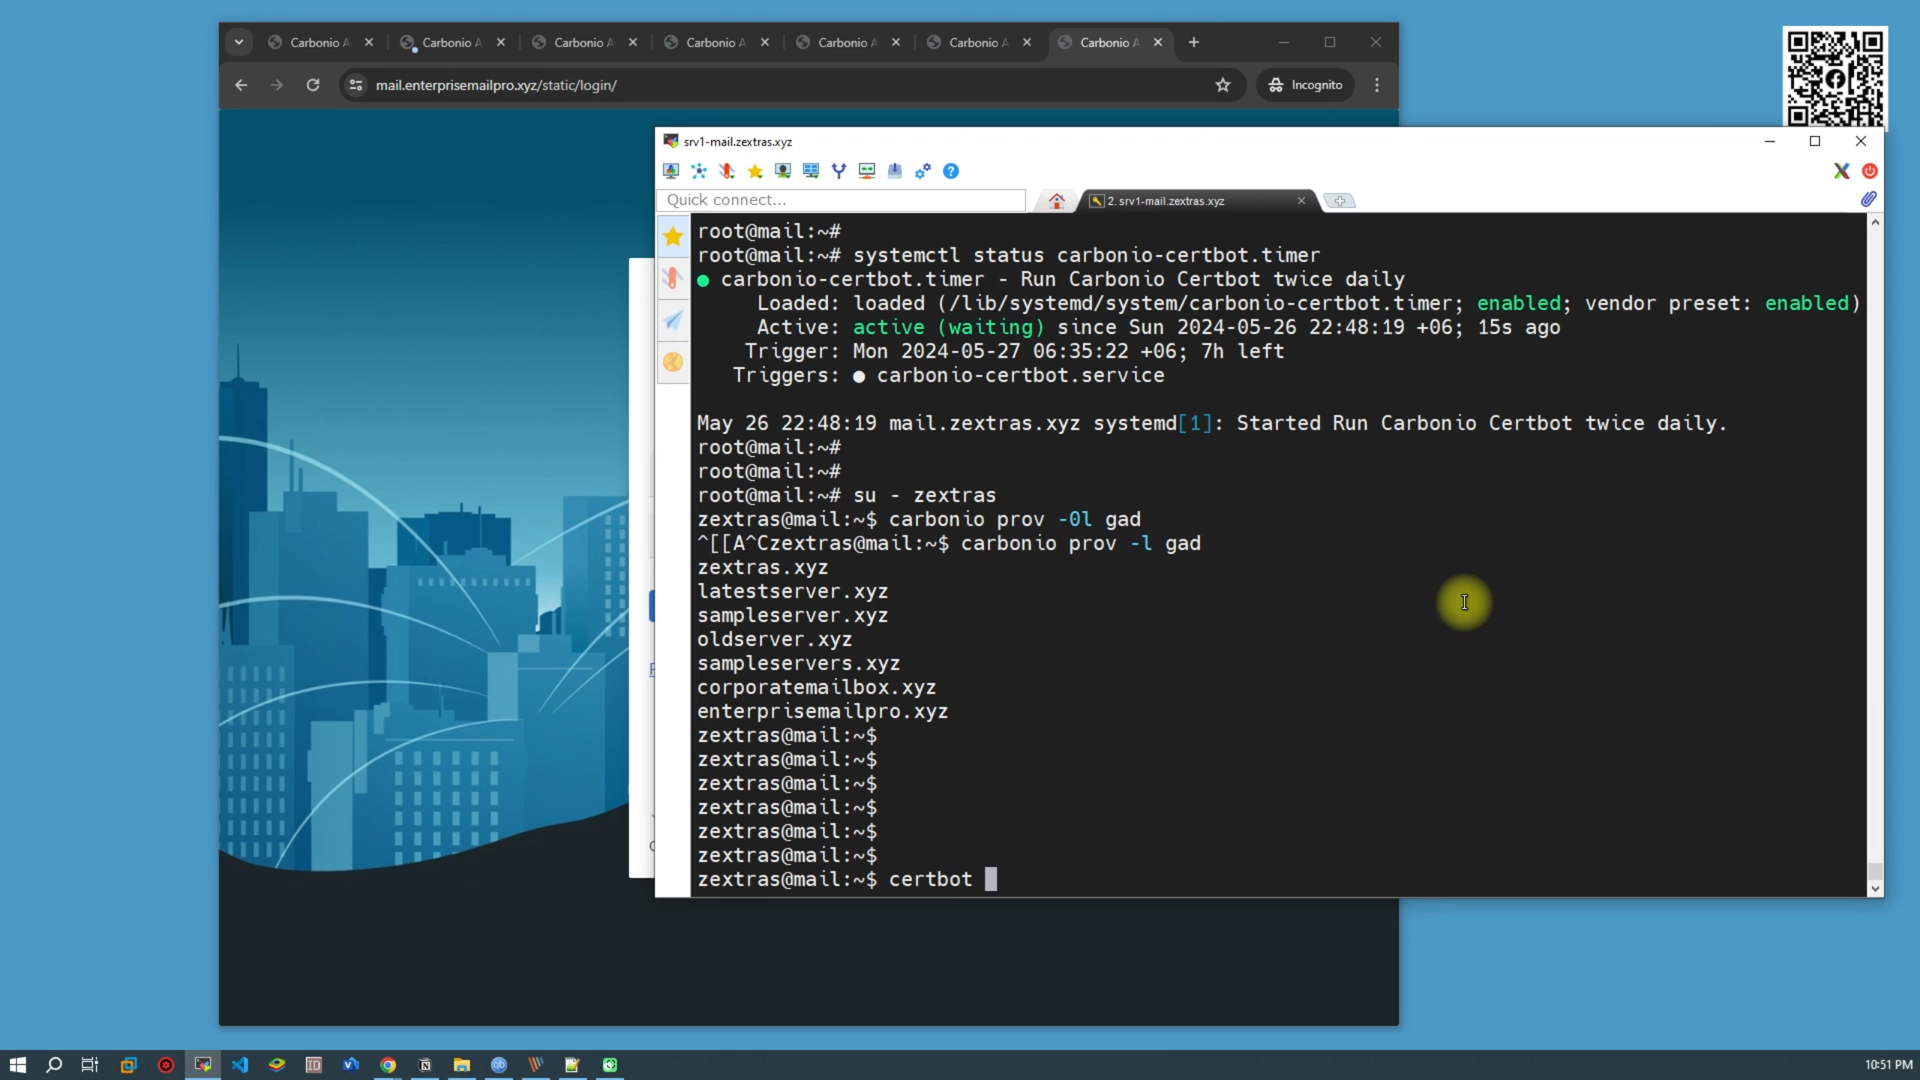 Carbonio A
Carbonio A
Carbonio A
Carbonio A
Carbonio A
Carbonio A
Carbonio A
mail.enterprisemailpro.xyz/static/login/
Incognito
srv1-mail.zextras.xyz
Quick connect...
2. srv1-mail.zextras.xyz
root@mail:~#
root@mail:~# systemctl status carbonio-certbot.timer
● carbonio-certbot.timer - Run Carbonio Certbot twice daily
Loaded: loaded (/lib/systemd/system/carbonio-certbot.timer; enabled; vendor preset: enabled)
Active: active (waiting) since Sun 2024-05-26 22:48:19 +06; 15s ago
Trigger: Mon 2024-05-27 06:35:22 +06; 7h left
Triggers: ● carbonio-certbot.service
May 26 22:48:19 mail.zextras.xyz systemd[1]: Started Run Carbonio Certbot twice daily.
root@mail:~#
root@mail:~#
root@mail:~# su - zextras
zextras@mail:~$ carbonio prov -0l gad
^[[A^Czextras@mail:~$ carbonio prov -l gad
zextras.xyz
latestserver.xyz
sampleserver.xyz
oldserver.xyz
sampleservers.xyz
corporatemailbox.xyz
enterprisemailpro.xyz
zextras@mail:~$
zextras@mail:~$
zextras@mail:~$
zextras@mail:~$
zextras@mail:~$
zextras@mail:~$
zextras@mail:~$ certbot
10:51 PM